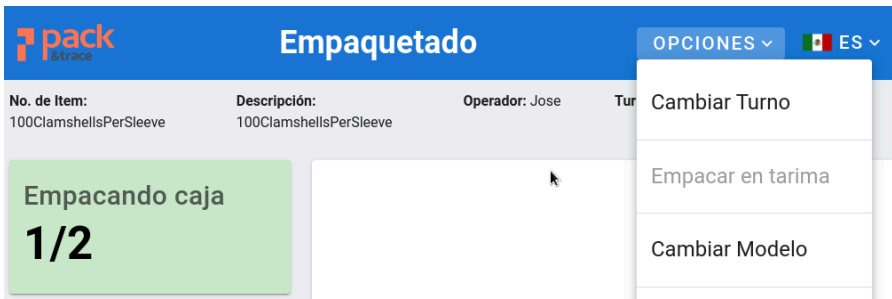 pack
&trace
Empaquetado
OPCIONES
ES
No. de Item:
100ClamshellsPerSleeve
Descripción:
100ClamshellsPerSleeve
Operador: Jose
Tur
Cambiar Turno
Empacar en tarima
Cambiar Modelo
Empacando caja
1/2